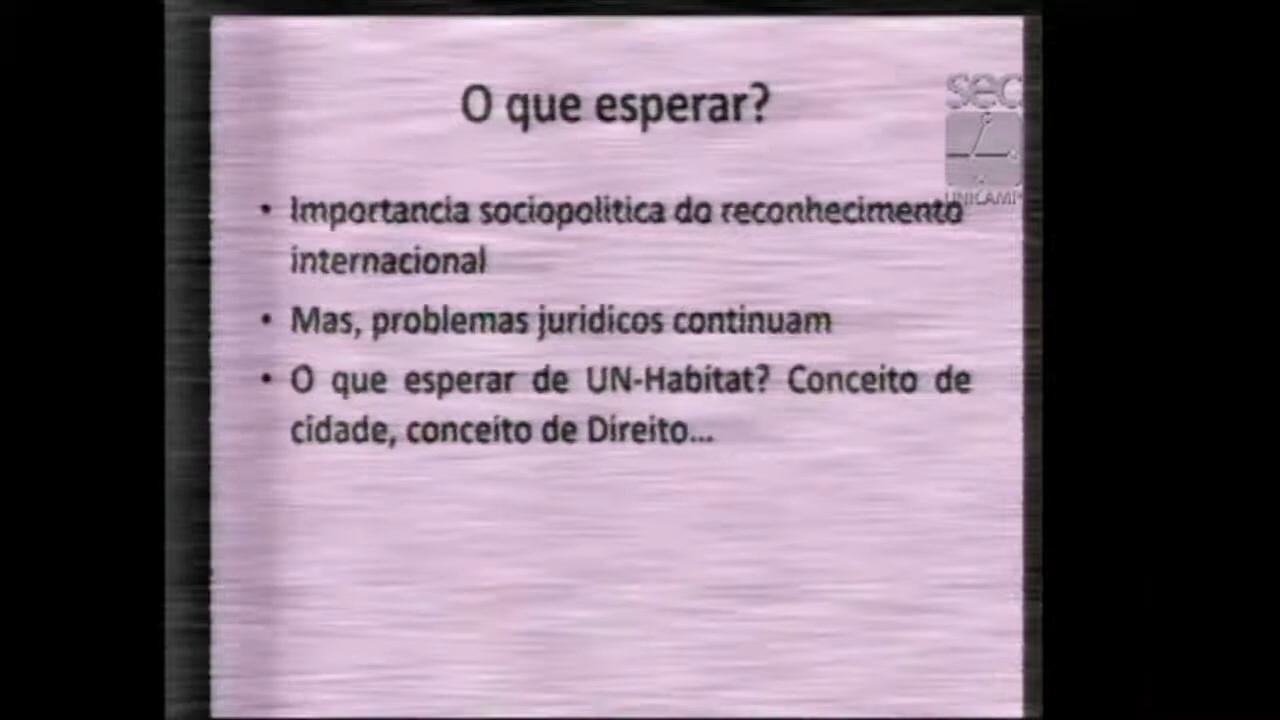 O que esperar?
sec
UNICAMP
• Importancia sociopolitica do reconhecimento
internacional
• Mas, problemas juridicos continuam
• O que esperar de UN-Habitat? Conceito de
cidade, conceito de Direito...